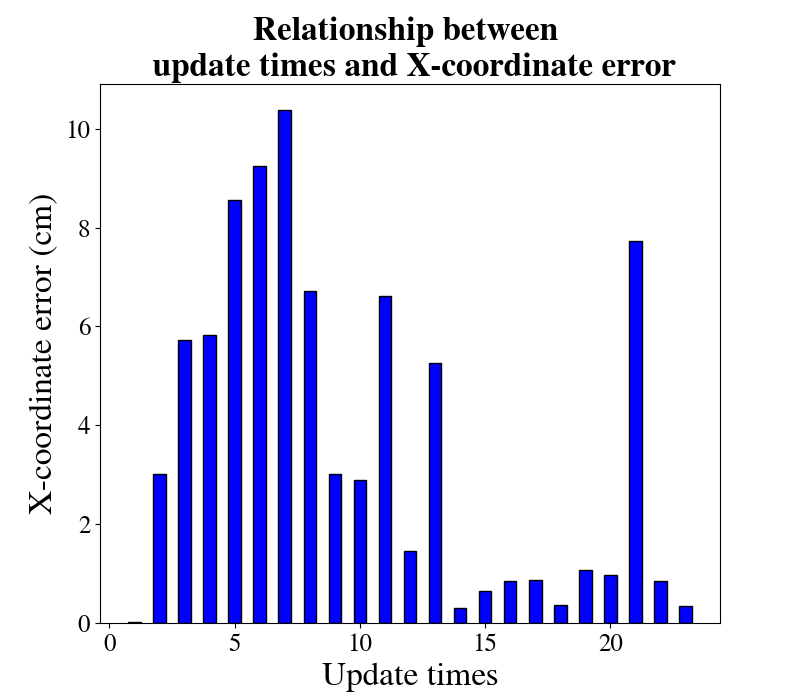 Relationship between
update times and X-coordinate error
X-coordinate error (cm)
10
8
6
4
2
0
0 5 10 15 20
Update times